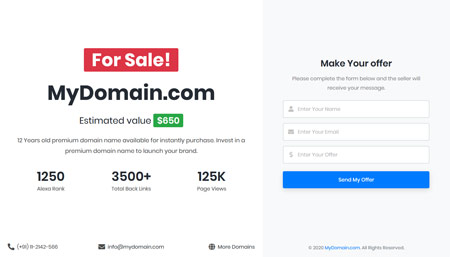 For Sale!
MyDomain.com
Estimated value $650
12 Years old premium domain name available for instantly purchase. Invest in a
premium domain name to launch your brand.
1250
Alexa Rank
3500+
Total Back Links
125K
Page Views
(+91) 11-2142-566
info@mydomain.com
More Domains
Make Your offer
Please complete the form below and the seller will
receive your message.
Enter Your Name
Enter Your Email
$ Enter Your Offer
Send My Offer
© 2020 MyDomain.com. All Rights Reserved.